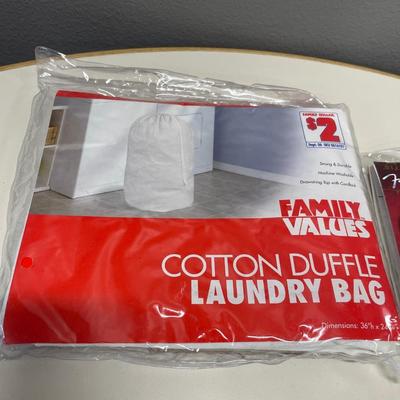 FAMILY DOLLAR
$2
Strong & Durable
Machine Washable
Drawstring Top with Cordlock
FAMILY
VALUES
COTTON DUFFLE
LAUNDRY BAG
Dimensions: 36"h x